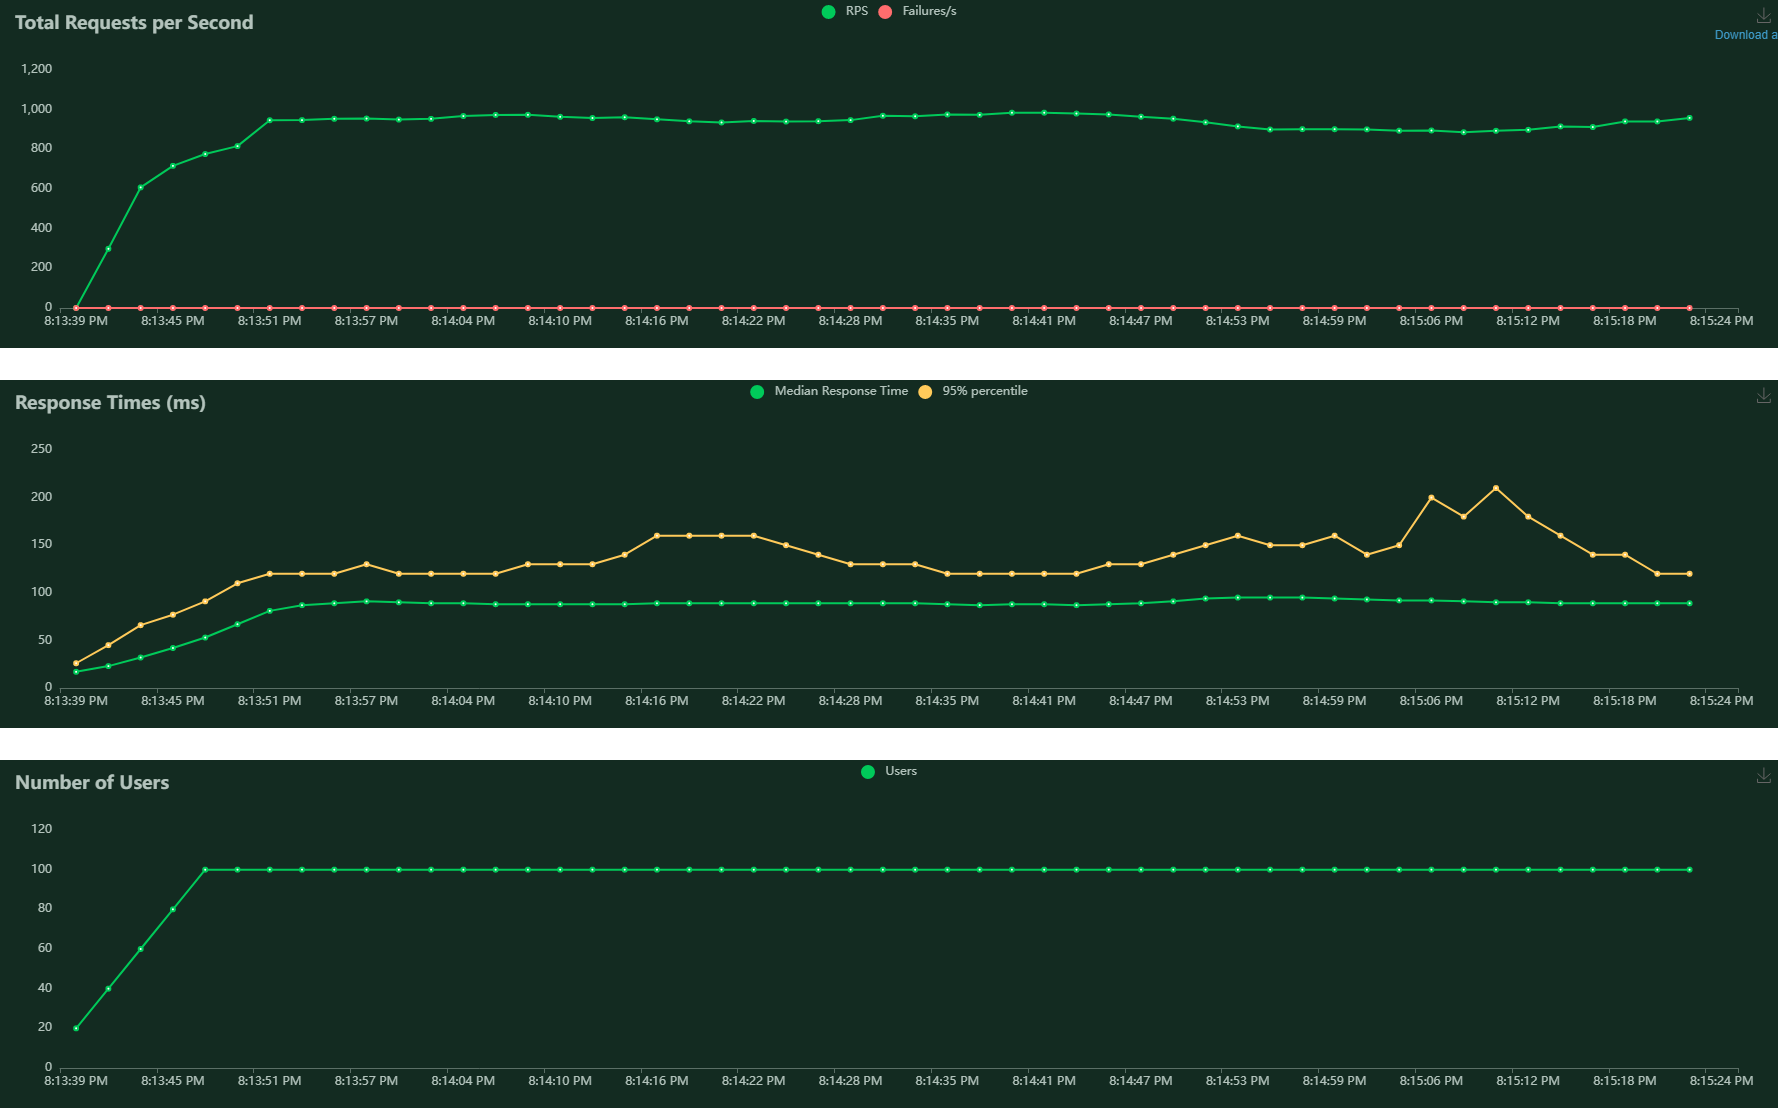 Total Requests per Second
RPS Failures/s
Download a
1,200
1,000
800
600
400
200
0
8:13:39 PM 8:13:45 PM 8:13:51 PM 8:13:57 PM 8:14:04 PM 8:14:10 PM 8:14:16 PM 8:14:22 PM 8:14:28 PM 8:14:35 PM 8:14:41 PM 8:14:47 PM 8:14:53 PM 8:14:59 PM 8:15:06 PM 8:15:12 PM 8:15:18 PM 8:15:24 PM
Response Times (ms)
Median Response Time 95% percentile
250
200
150
100
50
0
8:13:39 PM 8:13:45 PM 8:13:51 PM 8:13:57 PM 8:14:04 PM 8:14:10 PM 8:14:16 PM 8:14:22 PM 8:14:28 PM 8:14:35 PM 8:14:41 PM 8:14:47 PM 8:14:53 PM 8:14:59 PM 8:15:06 PM 8:15:12 PM 8:15:18 PM 8:15:24 PM
Number of Users
Users
120
100
80
60
40
20
0
8:13:39 PM 8:13:45 PM 8:13:51 PM 8:13:57 PM 8:14:04 PM 8:14:10 PM 8:14:16 PM 8:14:22 PM 8:14:28 PM 8:14:35 PM 8:14:41 PM 8:14:47 PM 8:14:53 PM 8:14:59 PM 8:15:06 PM 8:15:12 PM 8:15:18 PM 8:15:24 PM